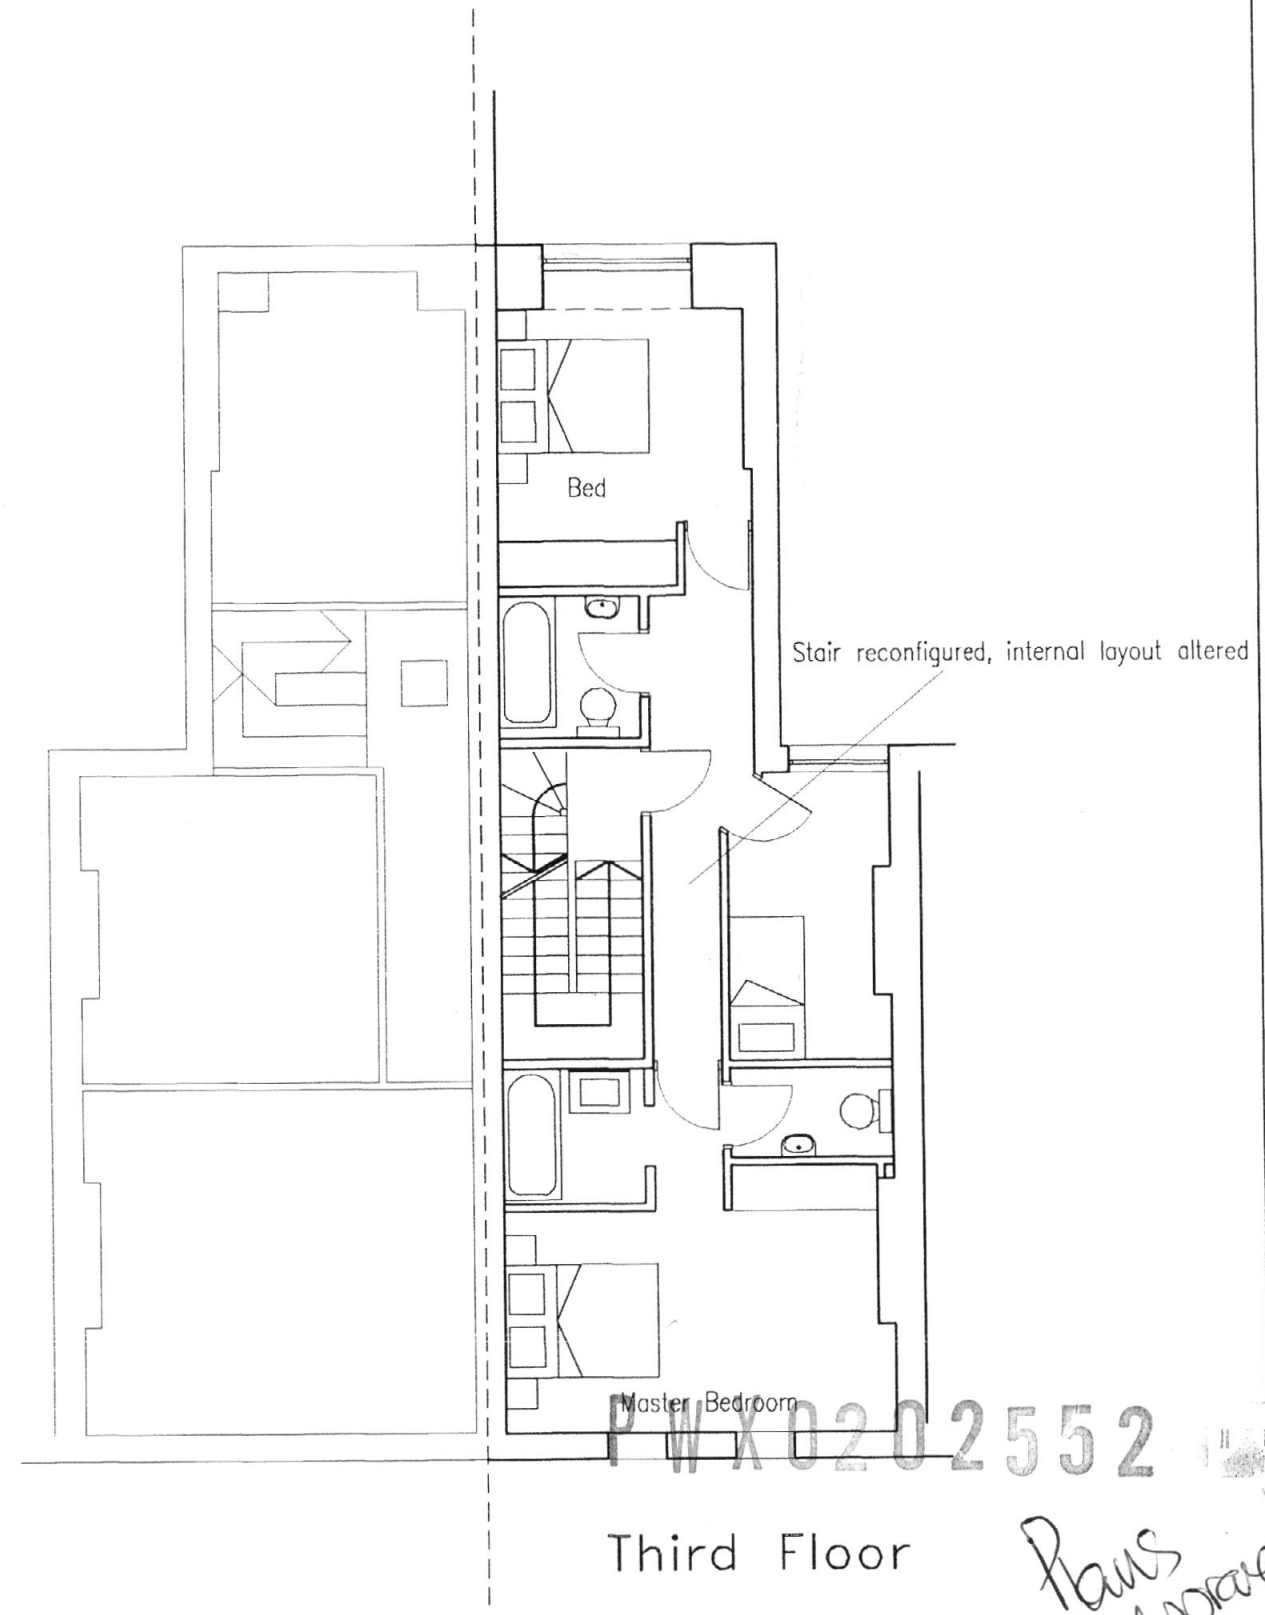 Bed
Stair reconfigured, internal layout altered
Master Bedroom
PWX0202552
Third Floor
Plans